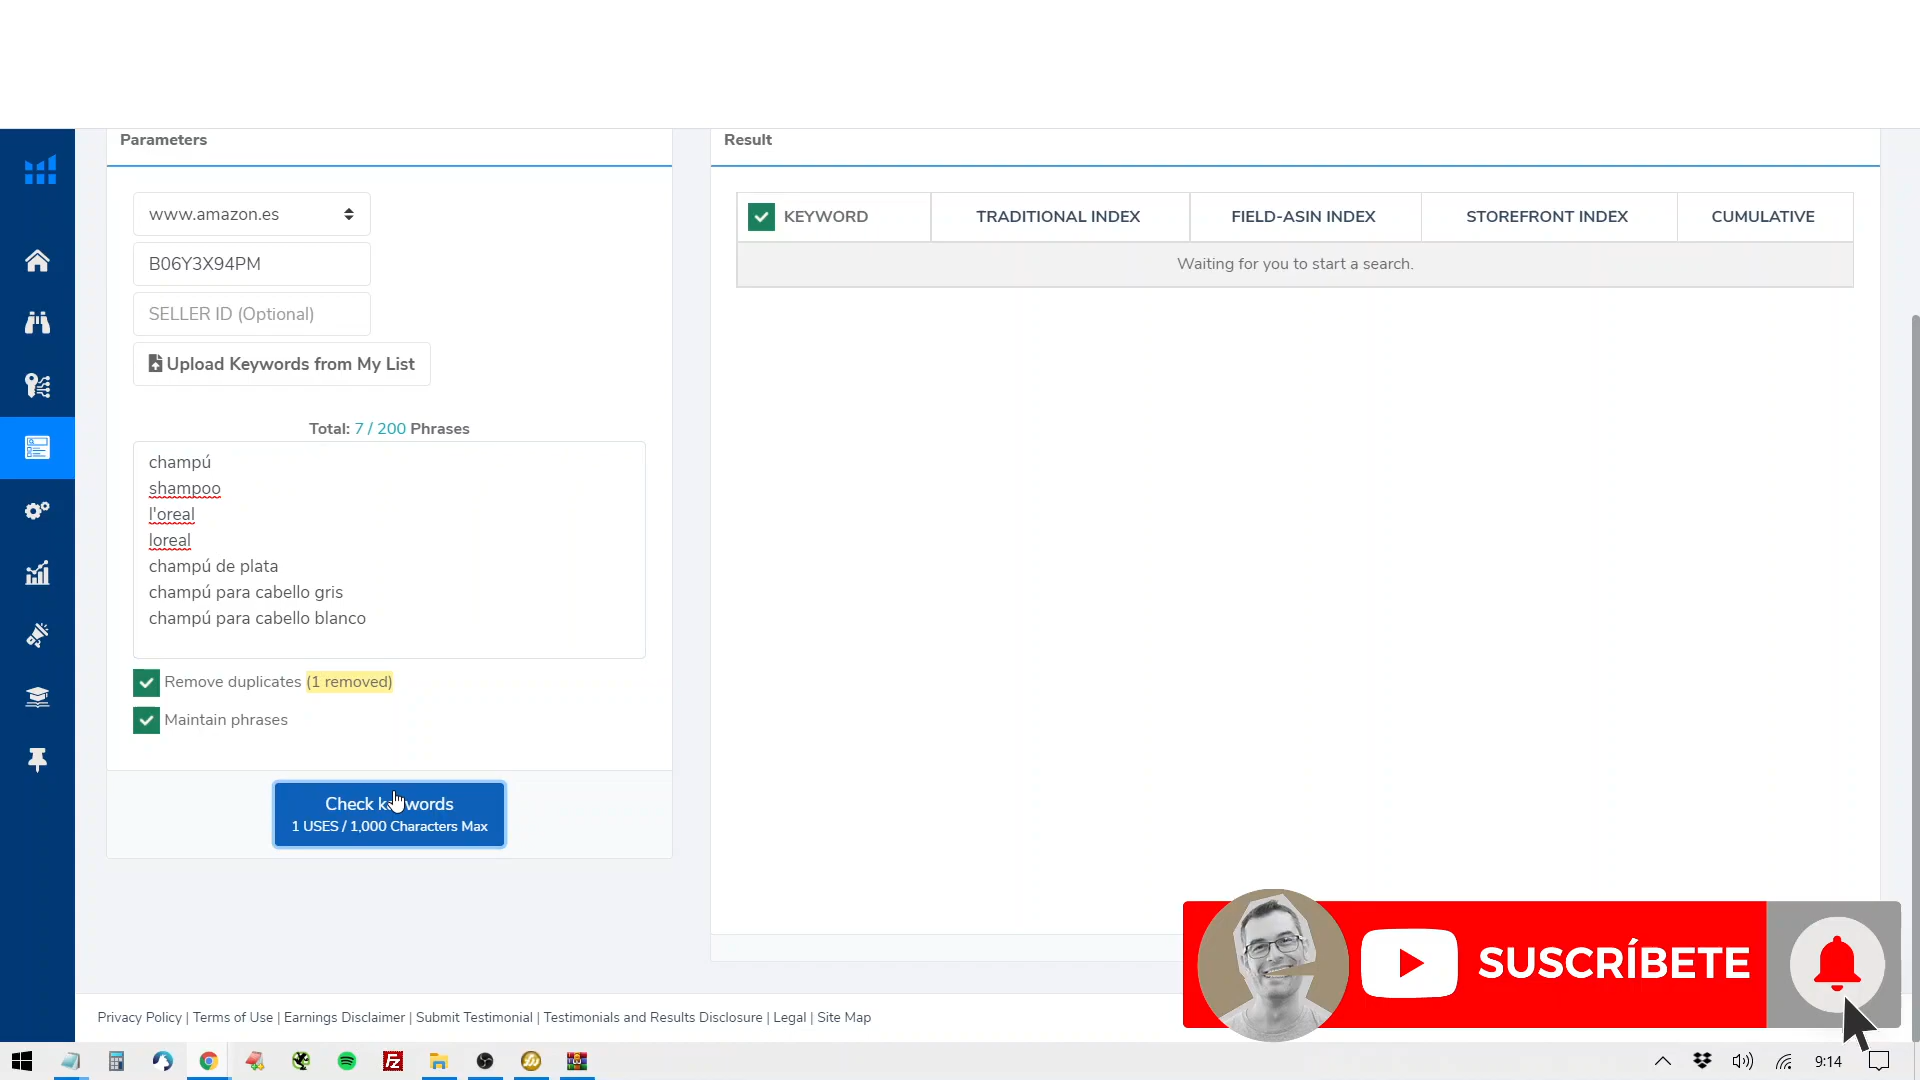 Parameters
Result
www.amazon.es
KEYWORD
TRADITIONAL INDEX
FIELD-ASIN INDEX
STOREFRONT INDEX
CUMULATIVE
B06Y3X94PM
Waiting for you to start a search.
SELLER ID (Optional)
Upload Keywords from My List
Total: 7 / 200 Phrases
champú
shampoo
l'oreal
loreal
champú de plata
champú para cabello gris
champú para cabello blanco
Remove duplicates (1 removed)
Maintain phrases
Check keywords
1 USES / 1,000 Characters Max
SUSCRÍBETE
Privacy Policy | Terms of Use | Earnings Disclaimer | Submit Testimonial | Testimonials and Results Disclosure | Legal | Site Map
9:14